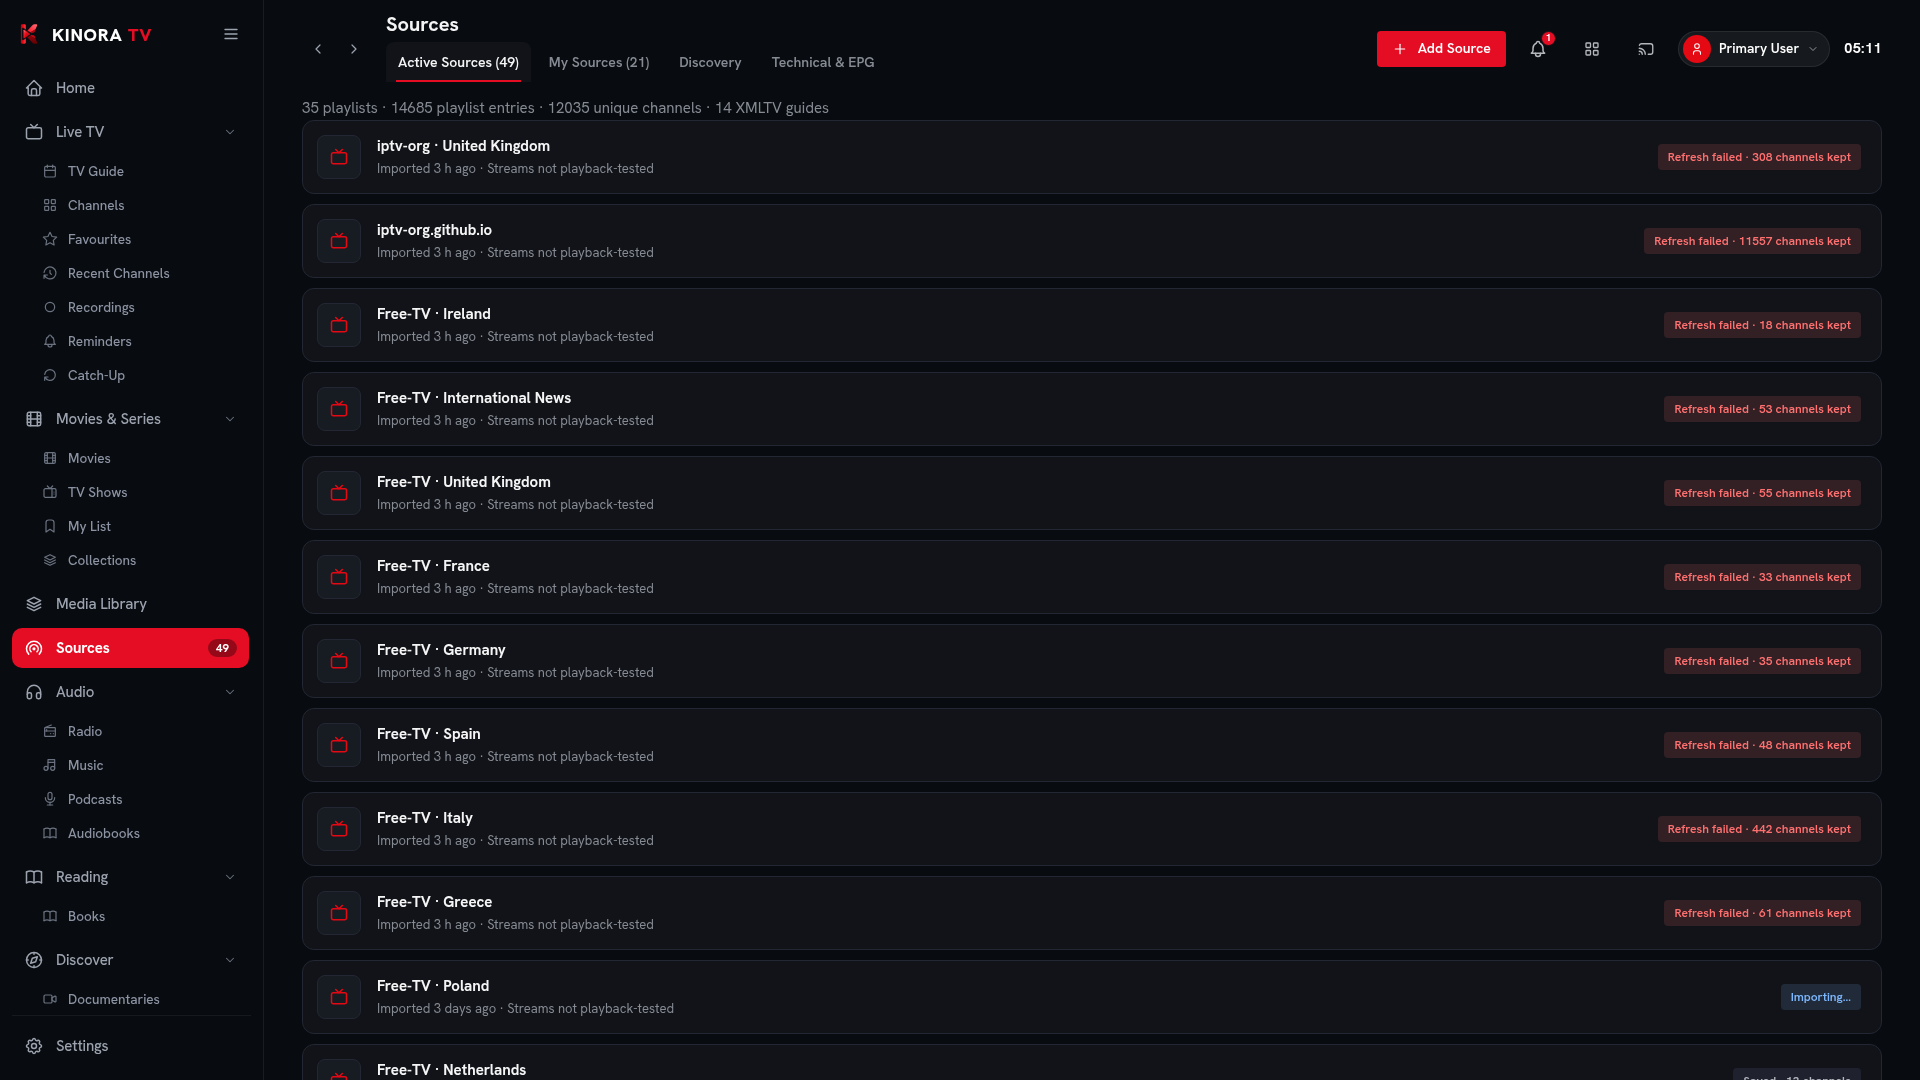 KINORA TV
Home
Live TV
TV Guide
Channels
Favourites
Recent Channels
Recordings
Reminders
Catch-Up
Movies & Series
Movies
TV Shows
My List
Collections
Media Library
Sources 49
Audio
Radio
Music
Podcasts
Audiobooks
Reading
Books
Discover
Documentaries
Settings
Sources
Active Sources (49) My Sources (21) Discovery Technical & EPG
+ Add Source 1 Primary User 05:11
35 playlists · 14685 playlist entries · 12035 unique channels · 14 XMLTV guides
iptv-org · United Kingdom
Imported 3 h ago · Streams not playback-tested
Refresh failed · 308 channels kept
iptv-org.github.io
Imported 3 h ago · Streams not playback-tested
Refresh failed · 11557 channels kept
Free-TV · Ireland
Imported 3 h ago · Streams not playback-tested
Refresh failed · 18 channels kept
Free-TV · International News
Imported 3 h ago · Streams not playback-tested
Refresh failed · 53 channels kept
Free-TV · United Kingdom
Imported 3 h ago · Streams not playback-tested
Refresh failed · 55 channels kept
Free-TV · France
Imported 3 h ago · Streams not playback-tested
Refresh failed · 33 channels kept
Free-TV · Germany
Imported 3 h ago · Streams not playback-tested
Refresh failed · 35 channels kept
Free-TV · Spain
Imported 3 h ago · Streams not playback-tested
Refresh failed · 48 channels kept
Free-TV · Italy
Imported 3 h ago · Streams not playback-tested
Refresh failed · 442 channels kept
Free-TV · Greece
Imported 3 h ago · Streams not playback-tested
Refresh failed · 61 channels kept
Free-TV · Poland
Imported 3 days ago · Streams not playback-tested
Importing...
Free-TV · Netherlands